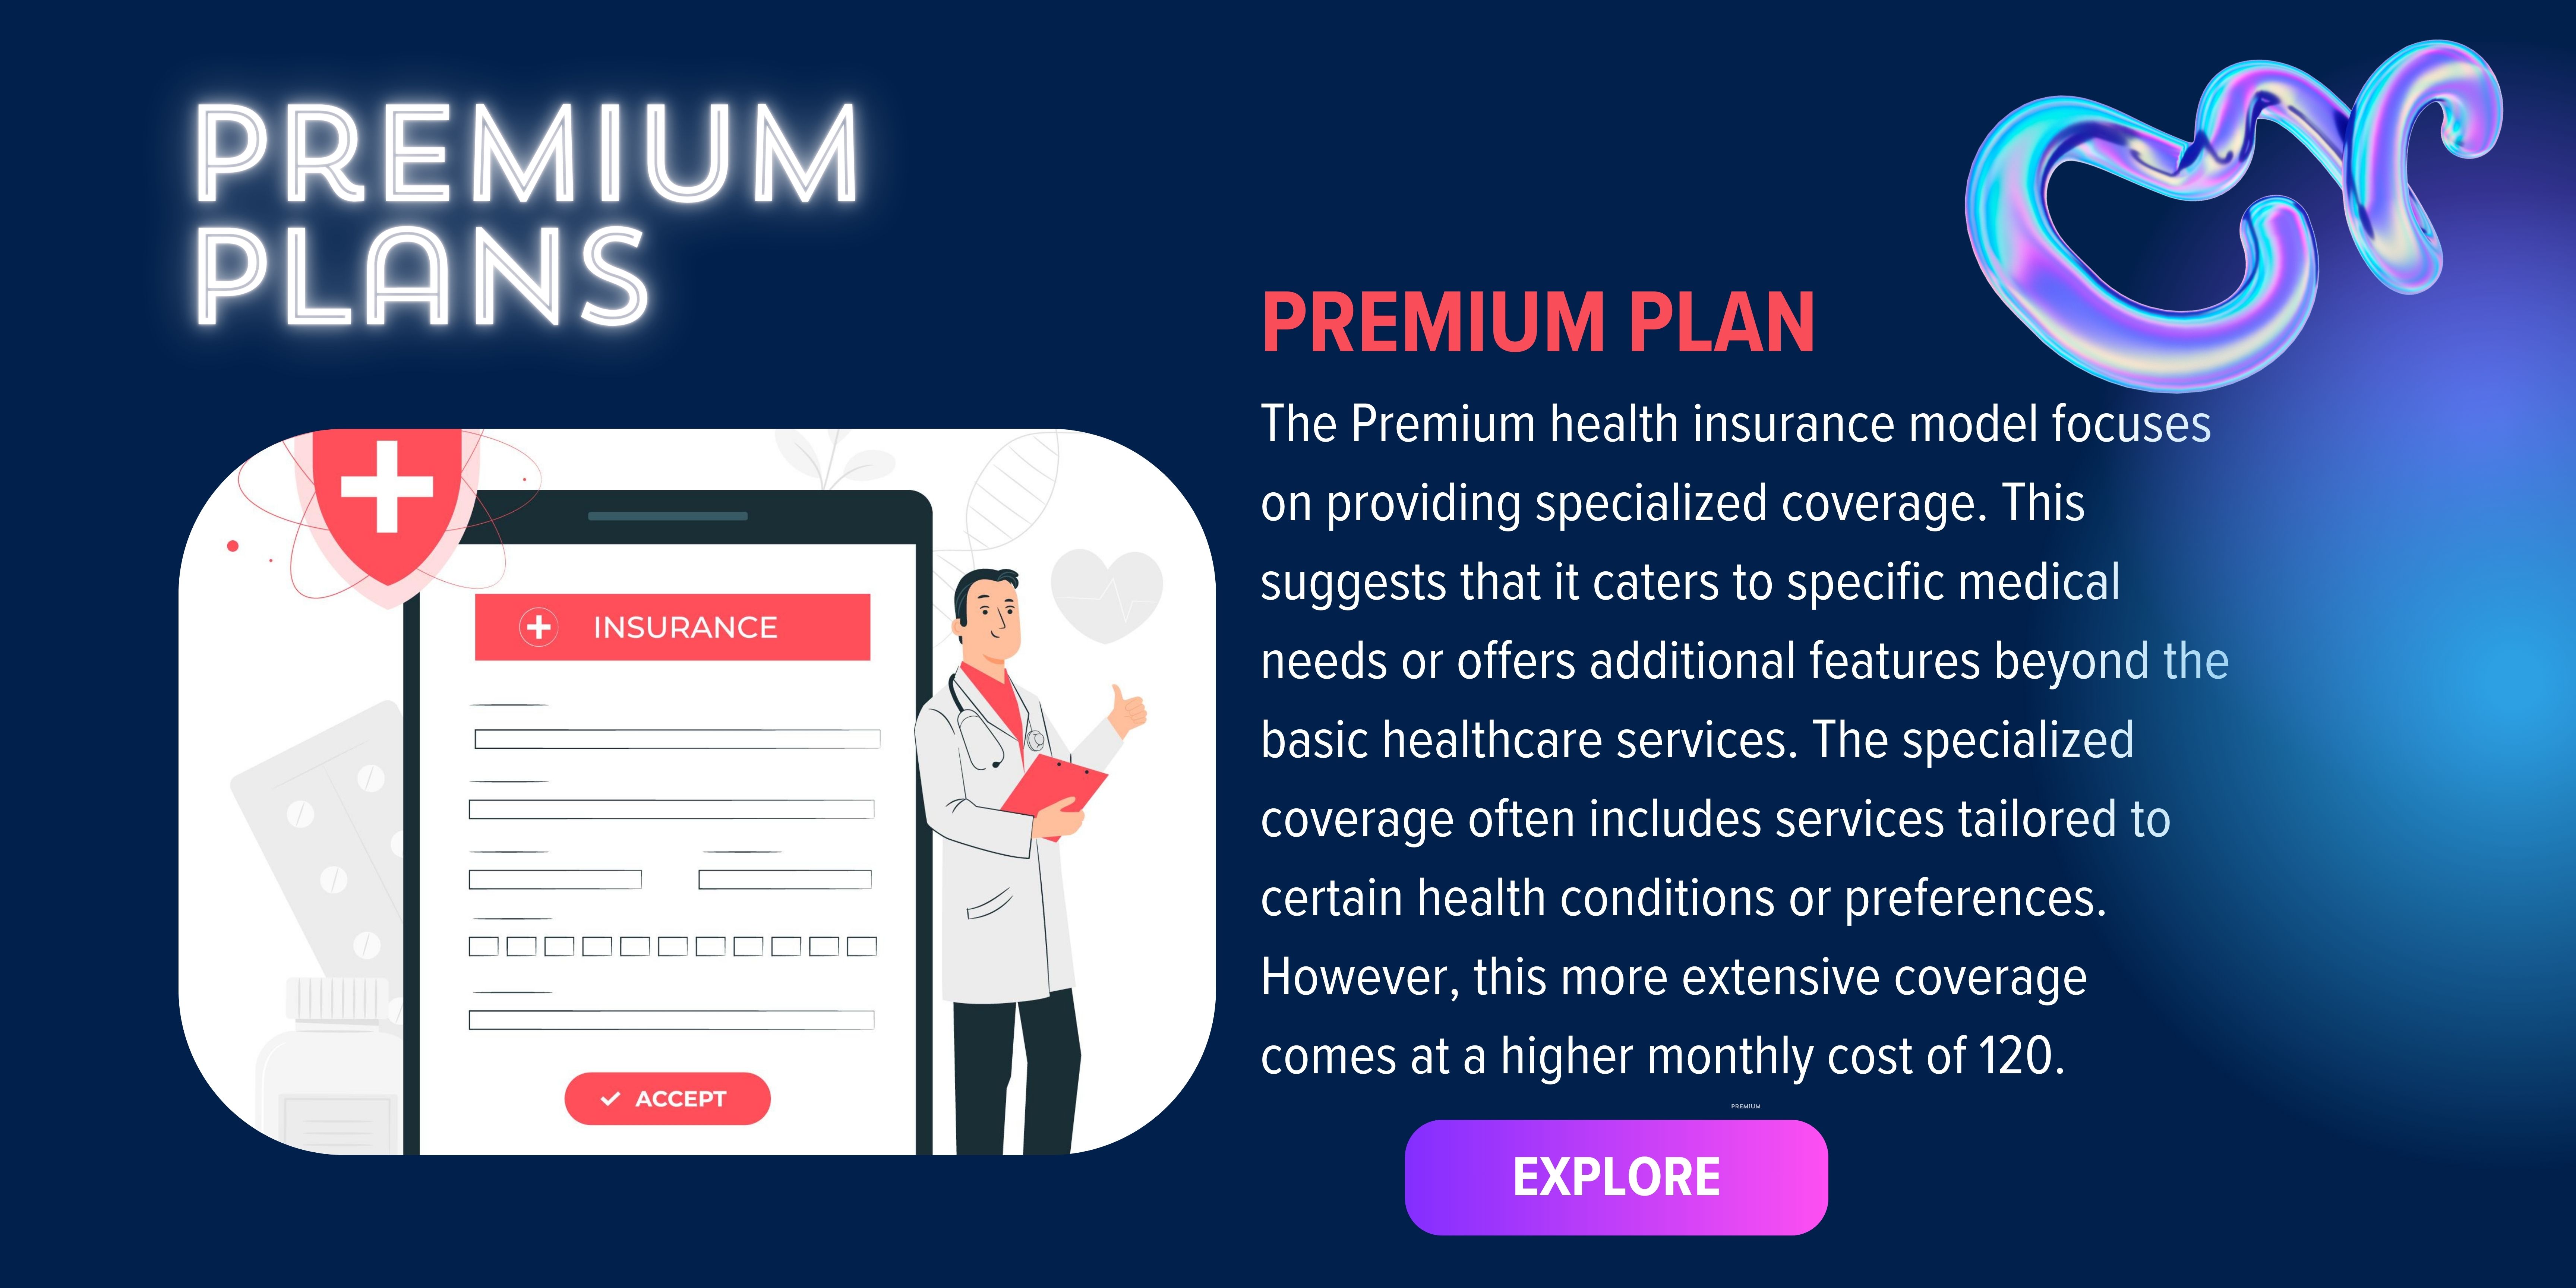 PREMIUM
PLANS
INSURANCE
ACCEPT
PREMIUM PLAN
The Premium health insurance model focuses
on providing specialized coverage. This
suggests that it caters to specific medical
needs or offers additional features beyond the
basic healthcare services. The specialized
coverage often includes services tailored to
certain health conditions or preferences.
However, this more extensive coverage
comes at a higher monthly cost of 120.
PREMIUM
EXPLORE